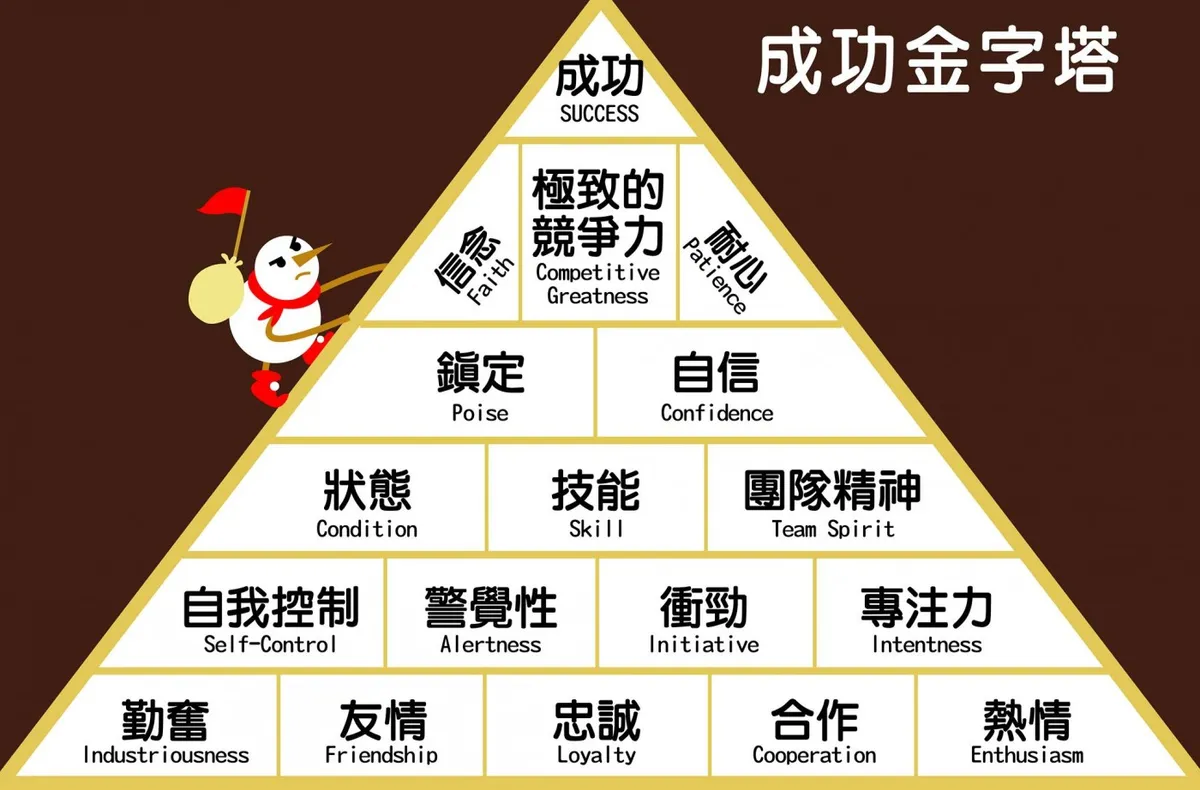 成功金字塔
成功
SUCCESS
信念
Faith
極致的
競爭力
Competitive
Greatness
耐心
Patience
鎮定
Poise
自信
Confidence
狀態
Condition
技能
Skill
團隊精神
Team Spirit
自我控制
Self-Control
警覺性
Alertness
衝勁
Initiative
專注力
Intentness
勤奮
Industriousness
友情
Friendship
忠誠
Loyalty
合作
Cooperation
熱情
Enthusiasm